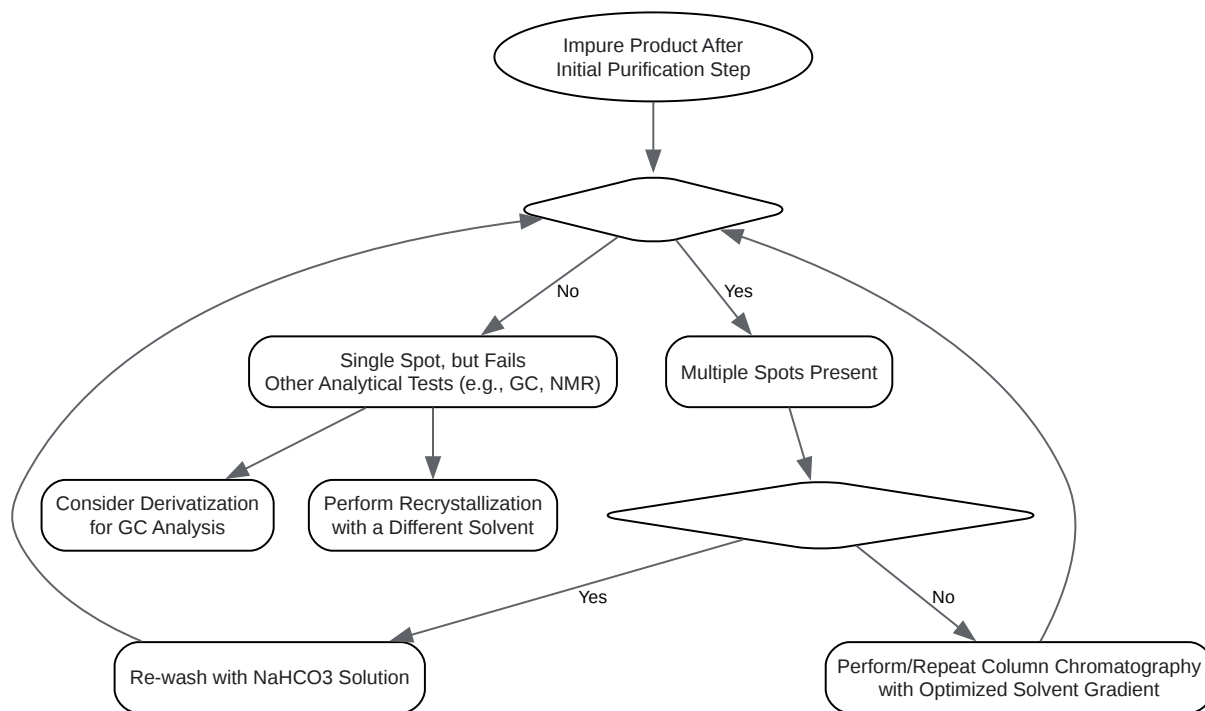 Impure Product After
Initial Purification Step
No
Yes
Single Spot, but Fails
Other Analytical Tests (e.g., GC, NMR)
Multiple Spots Present
Consider Derivatization
for GC Analysis
Perform Recrystallization
with a Different Solvent
Yes
No
Re-wash with NaHCO3 Solution
Perform/Repeat Column Chromatography
with Optimized Solvent Gradient